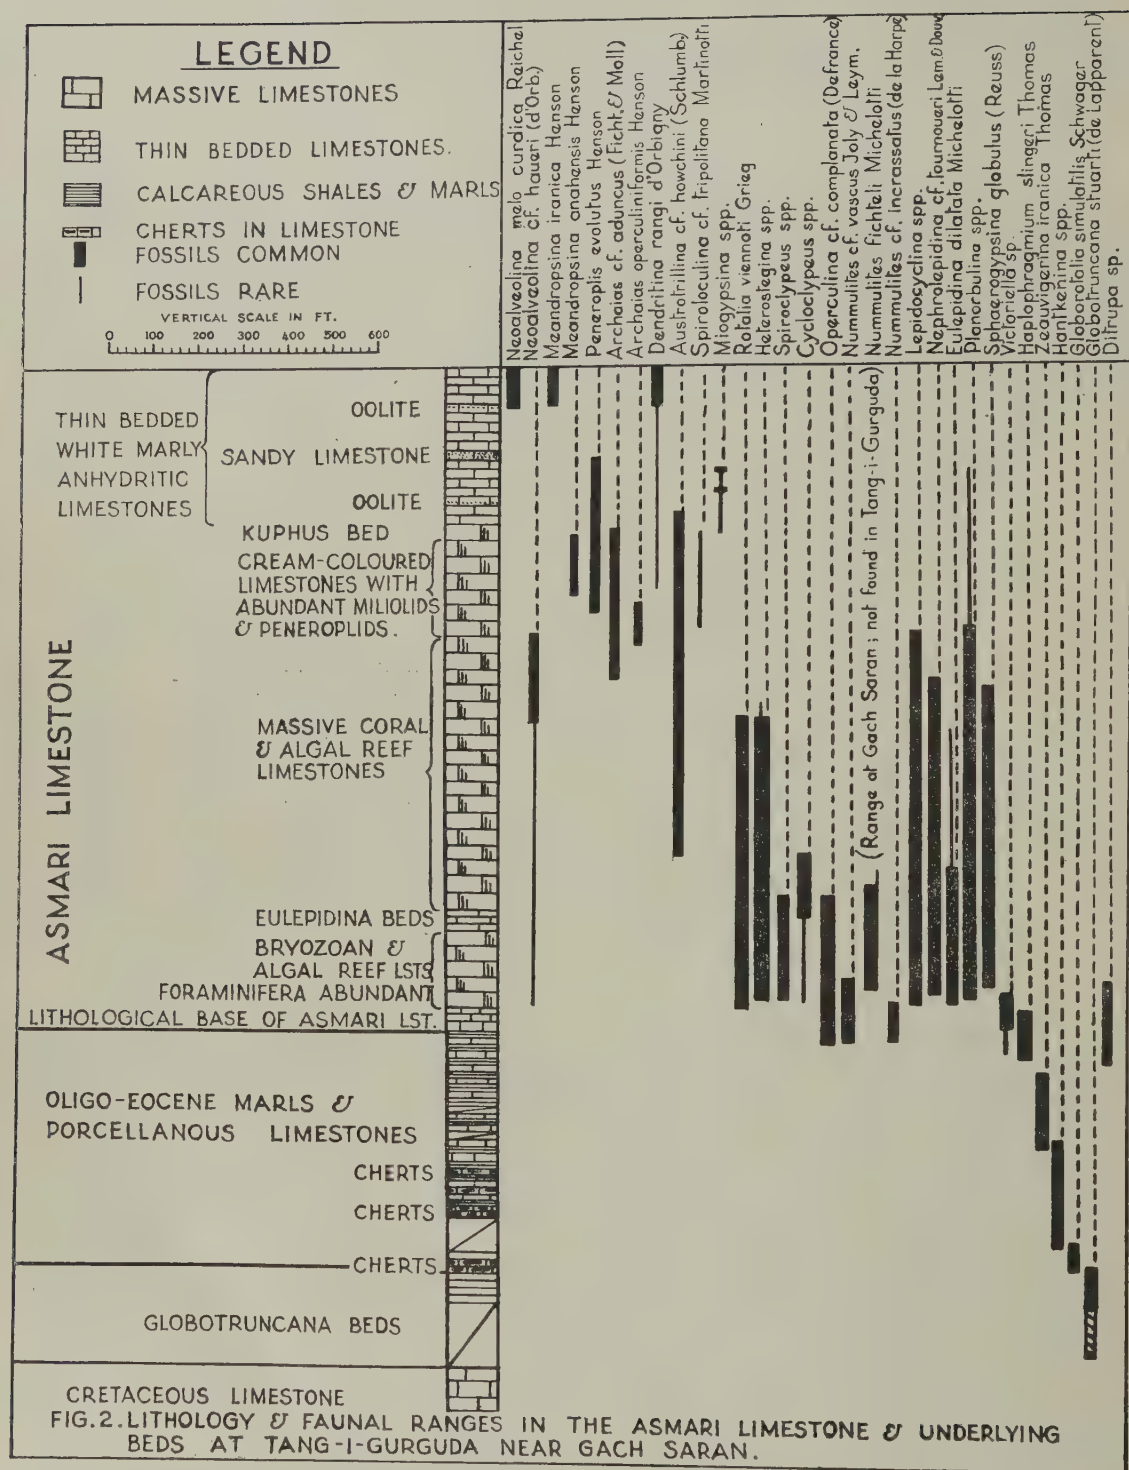 LEGEND
MASSIVE LIMESTONES
THIN BEDDED LIMESTONES.
CALCAREOUS SHALES & MARLS
CHERTS IN LIMESTONE
FOSSILS COMMON
FOSSILS RARE
VERTICAL SCALE IN FT.
0 100 200 300 400 500 600
Neoalveolina melo curdica Reichel
Neoalveolina cf. haueri (d'Orb.)
Meandropsina iranica Henson
Meandropsina anahensis Henson
Peneroplis evolutus Henson
Archaias cf. aduncus (Ficht. & Moll)
Archaias operculiniformis Henson
Dendritina rangi d'Orbigny
Austrotrillina cf. howchini (Schlumb.)
Spiroloculina cf. tripolitana Martinotti
Miogypsina spp.
Rotalia viennoti Grieg
Heterostegina spp.
Spiroclypeus spp.
Cycloclypeus spp.
Operculina cf. complanata (Defrance)
Nummulites cf. vascus Joly & Leym.
Nummulites fichteli Michelotti
Nummulites cf. incrassatus (de la Harpe)
Lepidocyclina spp.
Nephrolepidina cf. tournoueri Lem. & Douv
Eulepidina dilatata Michelotti
Planorbulina spp.
Sphaerogypsina globulus (Reuss)
Victoriella sp.
Haplophragmium slingeri Thomas
Zeauvigerina iranica Thomas
Hantkenina spp.
Globorotalia simulatilis Schwager
Globotruncana stuarti (de Lapparent)
Ditrupa sp.
(Range at Gach Saran; not found in Tang-i-Gurguda)
ASMARI LIMESTONE
THIN BEDDED
WHITE MARLY
ANHYDRITIC
LIMESTONES
OOLITE
SANDY LIMESTONE
OOLITE
KUPHUS BED
CREAM-COLOURED
LIMESTONES WITH
ABUNDANT MILIOLIDS
& PENEROPLIDS.
MASSIVE CORAL
& ALGAL REEF
LIMESTONES
EULEPIDINA BEDS
BRYOZOAN &
ALGAL REEF LSTS
FORAMINIFERA ABUNDANT
LITHOLOGICAL BASE OF ASMARI LST.
OLIGO-EOCENE MARLS &
PORCELLANOUS LIMESTONES
CHERTS
CHERTS
CHERTS
GLOBOTRUNCANA BEDS
CRETACEOUS LIMESTONE
FIG.2. LITHOLOGY & FAUNAL RANGES IN THE ASMARI LIMESTONE & UNDERLYING
BEDS AT TANG-I-GURGUDA NEAR GACH SARAN.